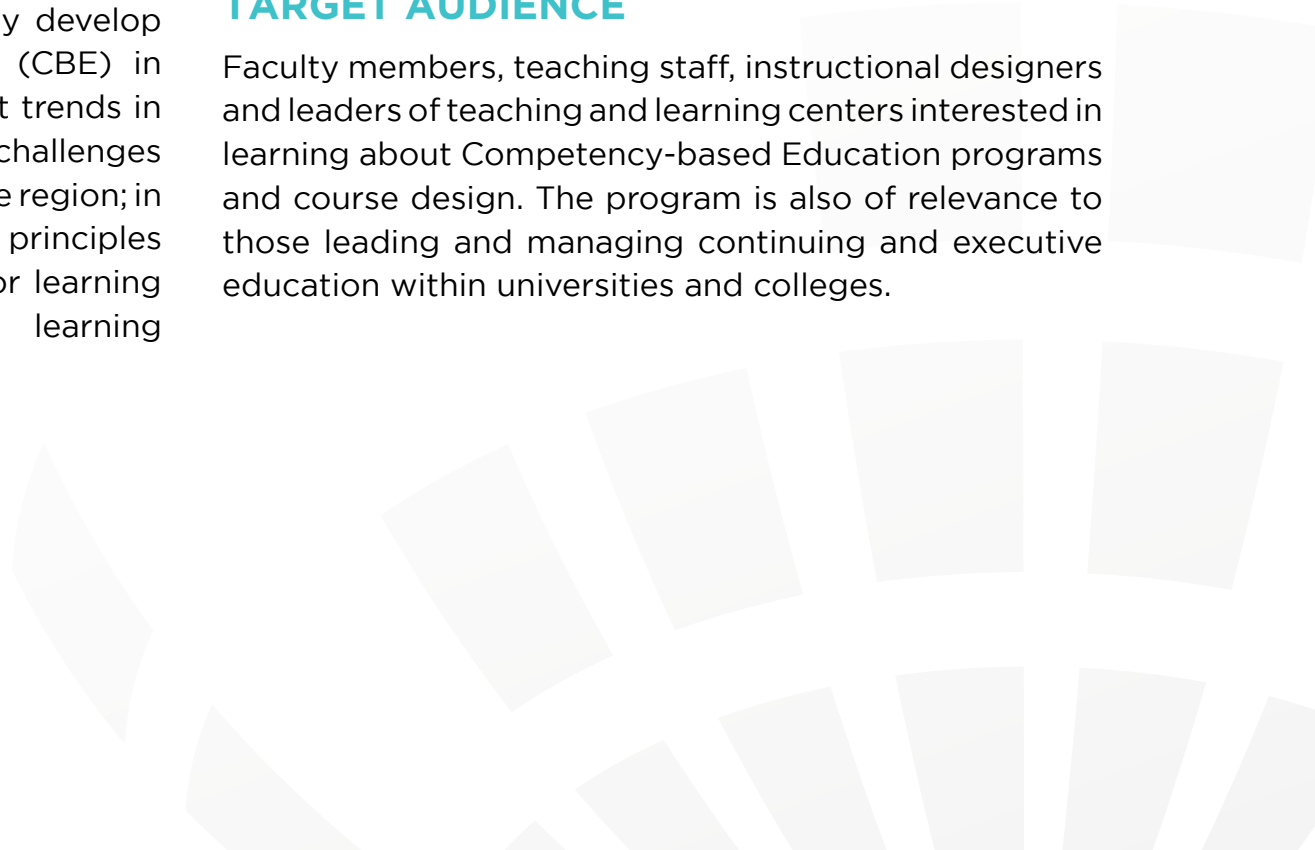 y develop
(CBE) in
t trends in
challenges
e region; in
principles
or learning
learning
TARGET AUDIENCE
Faculty members, teaching staff, instructional designers
and leaders of teaching and learning centers interested in
learning about Competency-based Education programs
and course design. The program is also of relevance to
those leading and managing continuing and executive
education within universities and colleges.